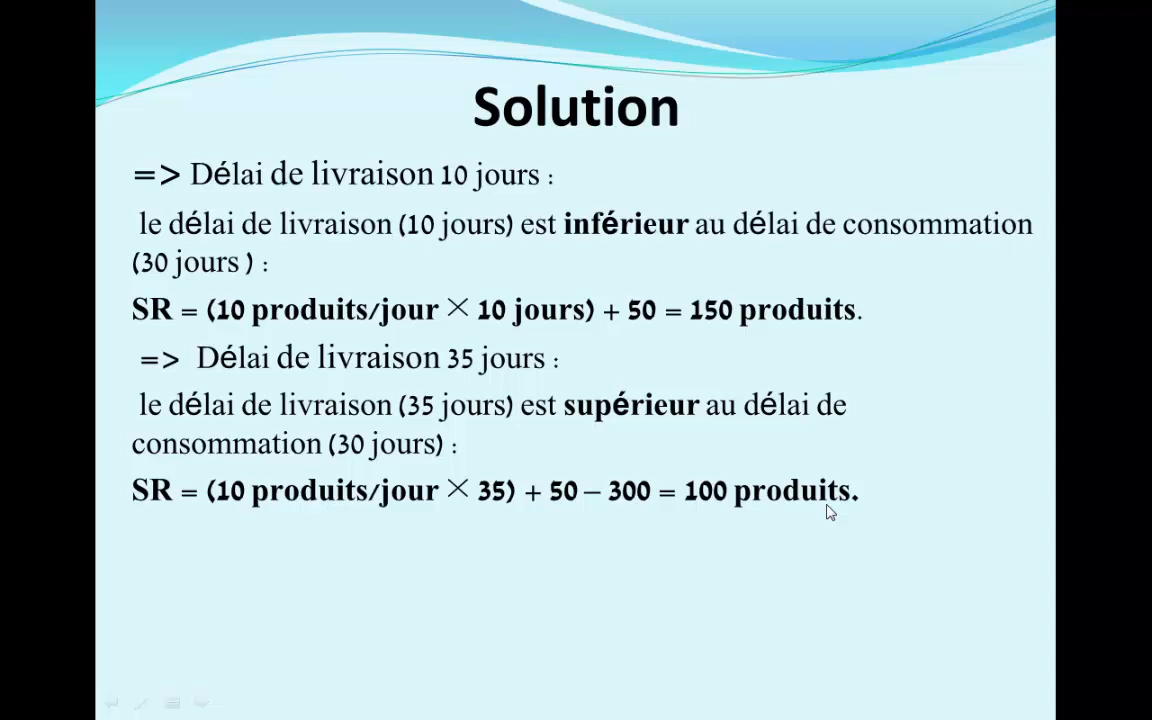 Solution
=> Délai de livraison 10 jours :
le délai de livraison (10 jours) est inférieur au délai de consommation
(30 jours ) :
SR = (10 produits/jour × 10 jours) + 50 = 150 produits.
=> Délai de livraison 35 jours :
le délai de livraison (35 jours) est supérieur au délai de
consommation (30 jours) :
SR = (10 produits/jour × 35) + 50 – 300 = 100 produits.